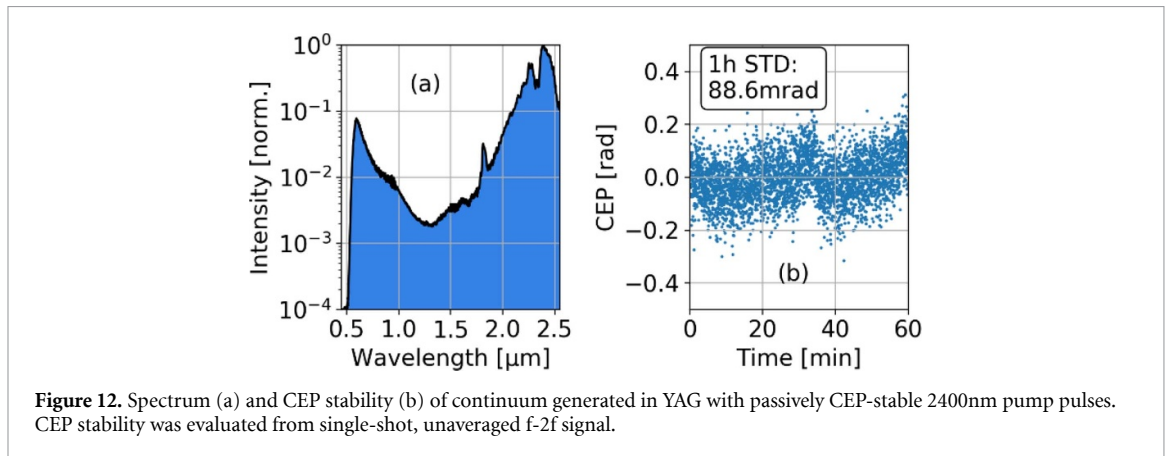 10⁰
10⁻¹
10⁻²
10⁻³
10⁻⁴
Intensity [norm.]
(a)
0.5 1.0 1.5 2.0 2.5
Wavelength [μm]
0.4
0.2
0.0
−0.2
−0.4
CEP [rad]
1h STD:
88.6mrad
(b)
0 20 40 60
Time [min]
Figure 12. Spectrum (a) and CEP stability (b) of continuum generated in YAG with passively CEP-stable 2400nm pump pulses.
CEP stability was evaluated from single-shot, unaveraged f-2f signal.